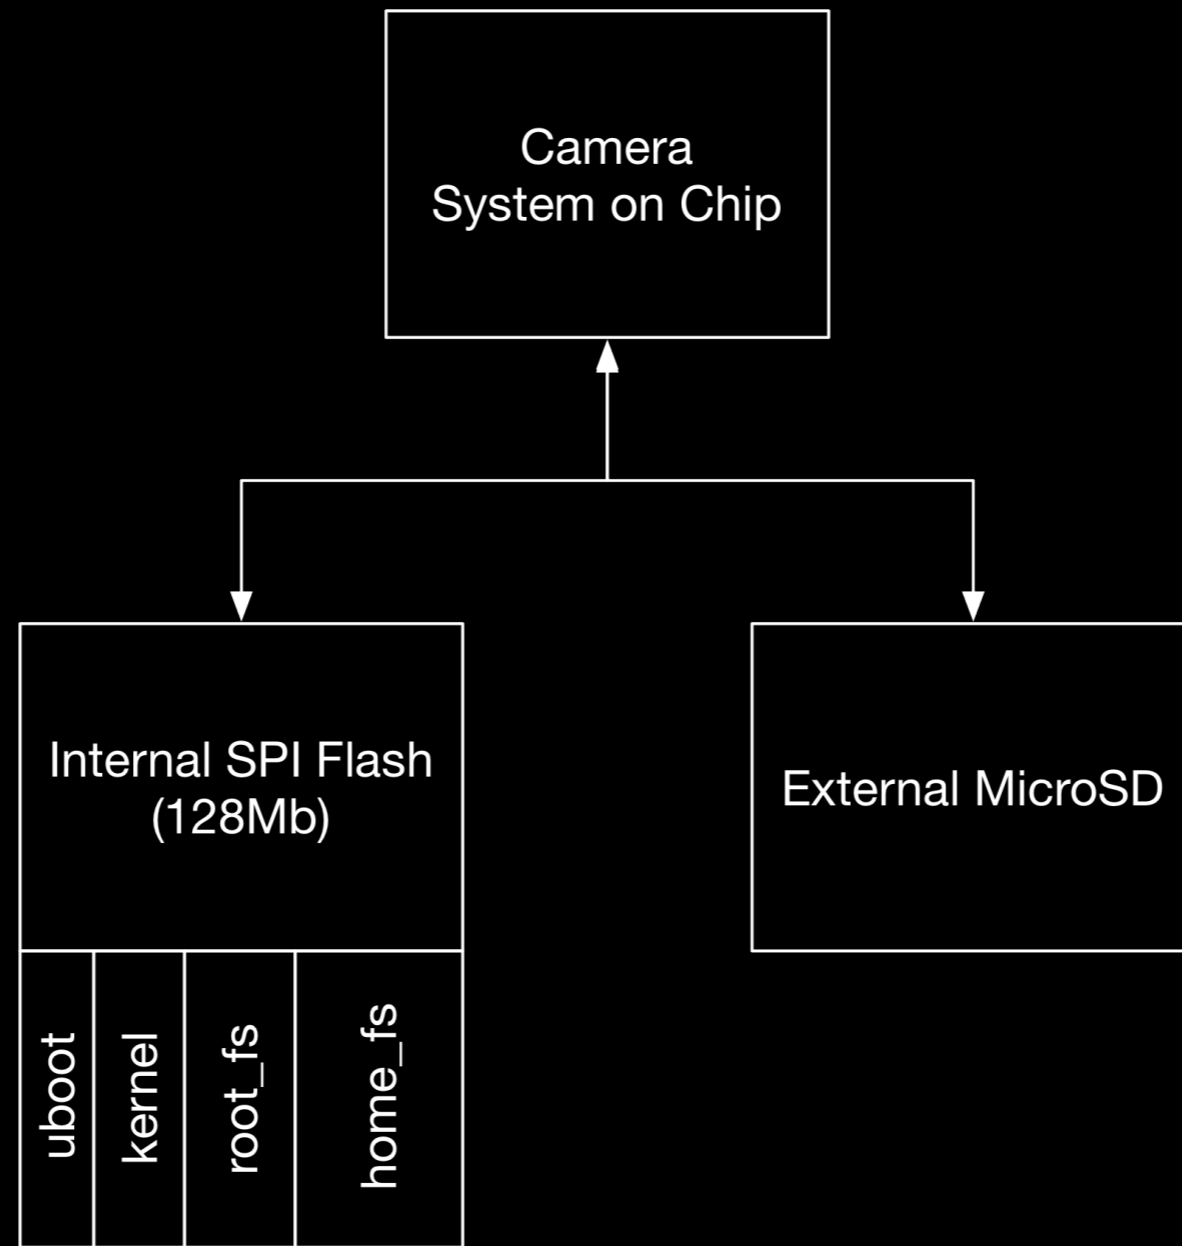 Camera
System on Chip
Internal SPI Flash
(128Mb)
External MicroSD
uboot
kernel
root_fs
home_fs